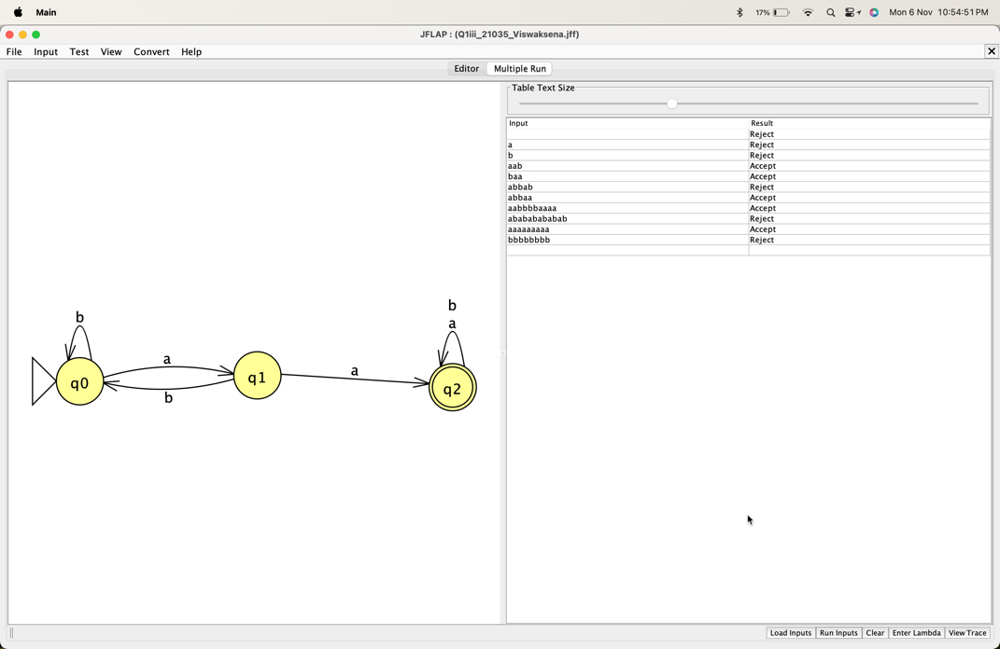 Main 17% Mon 6 Nov 10:54:51 PM
JFLAP : (Q1iii_21035_Viswaksena.jff)
File Input Test View Convert Help
Editor Multiple Run
Table Text Size
Input Result
Reject
a Reject
b Reject
aab Accept
baa Accept
abbab Reject
abbaa Accept
aabbbbaaaa Accept
abababababab Reject
aaaaaaaaa Accept
bbbbbbbb Reject
b
b a
a
q0 q1 a q2
b
Load Inputs Run Inputs Clear Enter Lambda View Trace